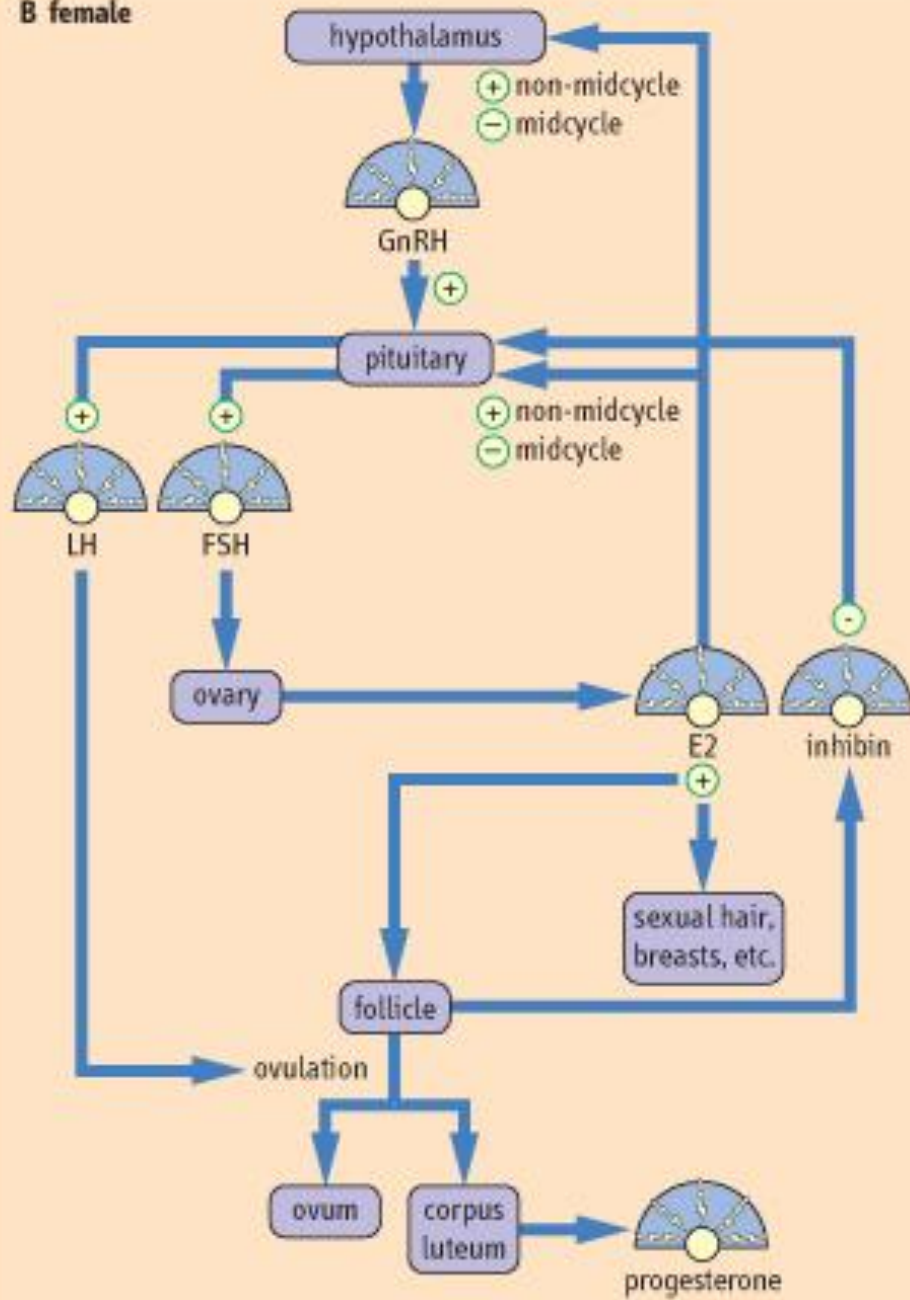 B female
hypothalamus
+ non-midcycle
− midcycle
GnRH
+
pituitary
+ non-midcycle
− midcycle
+
+
LH
FSH
-
ovary
E2
inhibin
+
sexual hair,
breasts, etc.
follicle
ovulation
ovum
corpus
luteum
progesterone